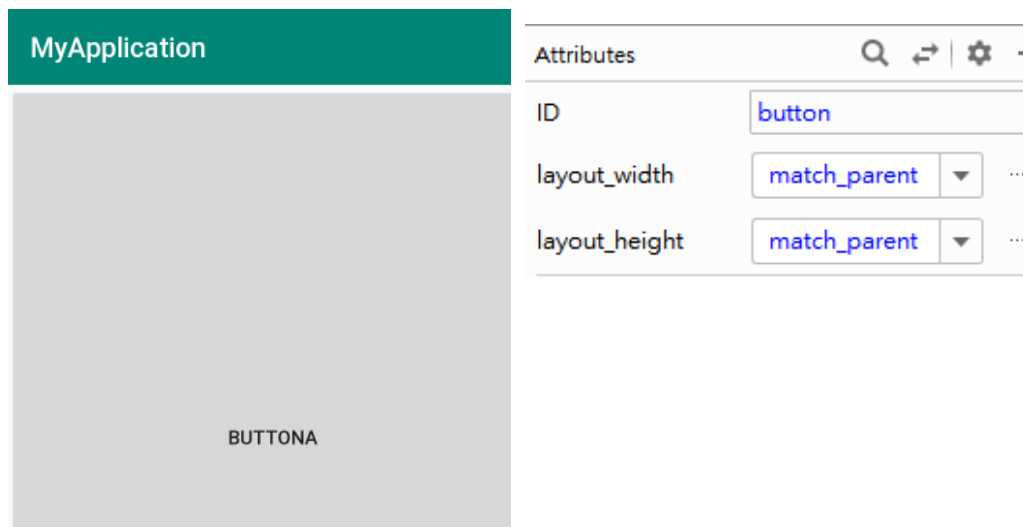 MyApplication
BUTTONA
Attributes
ID button
layout_width match_parent
layout_height match_parent